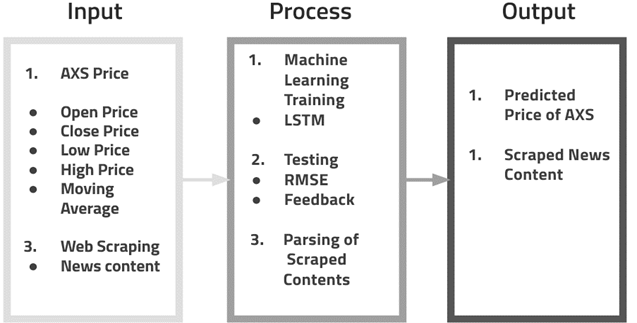 Input
1. AXS Price
● Open Price
● Close Price
● Low Price
● High Price
● Moving
Average
3. Web Scraping
● News content
Process
1. Machine
Learning
Training
● LSTM
2. Testing
● RMSE
● Feedback
3. Parsing of
Scraped
Contents
Output
1. Predicted
Price of AXS
1. Scraped News
Content